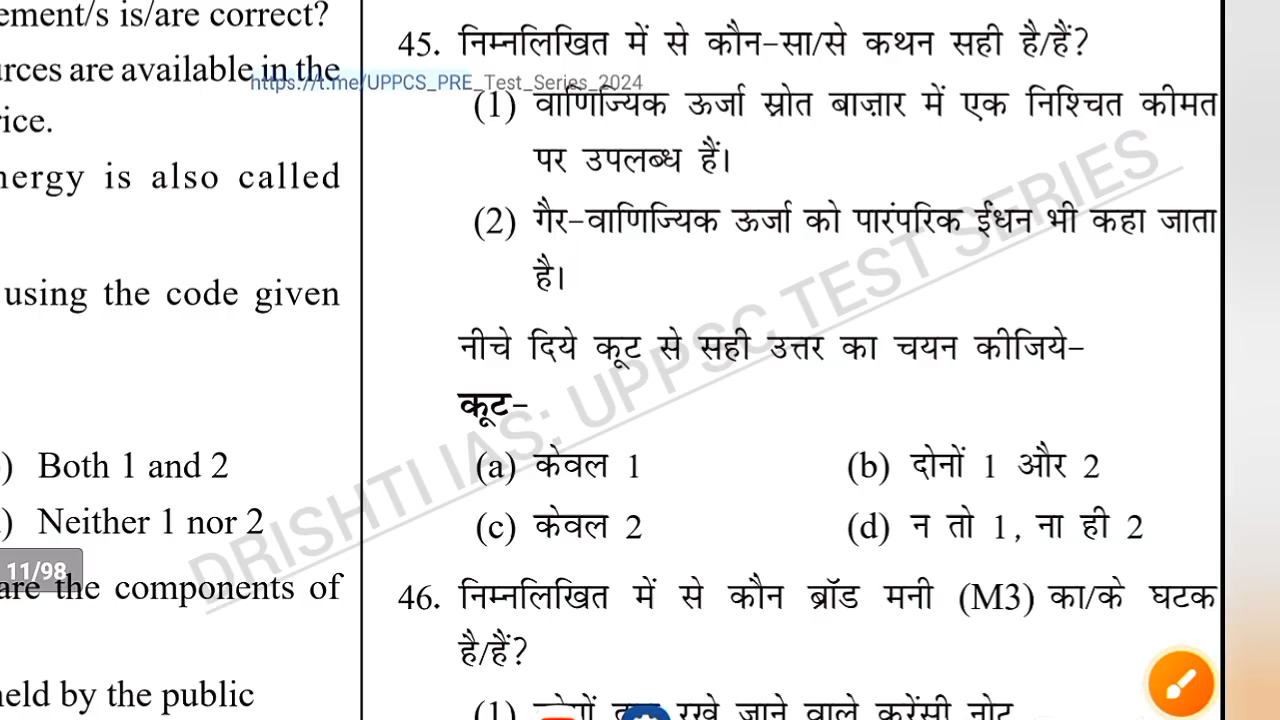 ement/s is/are correct?
rces are available in the
rice.
nergy is also called
using the code given
) Both 1 and 2
) Neither 1 nor 2
11/98
are the components of
held by the public
https://t.me/UPPCS_PRE_Test_Series_2024
45. निम्नलिखित में से कौन-सा/से कथन सही है/हैं?
(1) वाणिज्यिक ऊर्जा स्रोत बाज़ार में एक निश्चित कीमत
पर उपलब्ध हैं।
(2) गैर-वाणिज्यिक ऊर्जा को पारंपरिक ईंधन भी कहा जाता
है।
नीचे दिये कूट से सही उत्तर का चयन कीजिये-
कूट-
(a) केवल 1 (b) दोनों 1 और 2
(c) केवल 2 (d) न तो 1, ना ही 2
46. निम्नलिखित में से कौन ब्रॉड मनी (M3) का/के घटक
है/हैं?
(1) रखे जाने वाले करेंसी नोट
DRISHTI IAS: UPPSC TEST SERIES